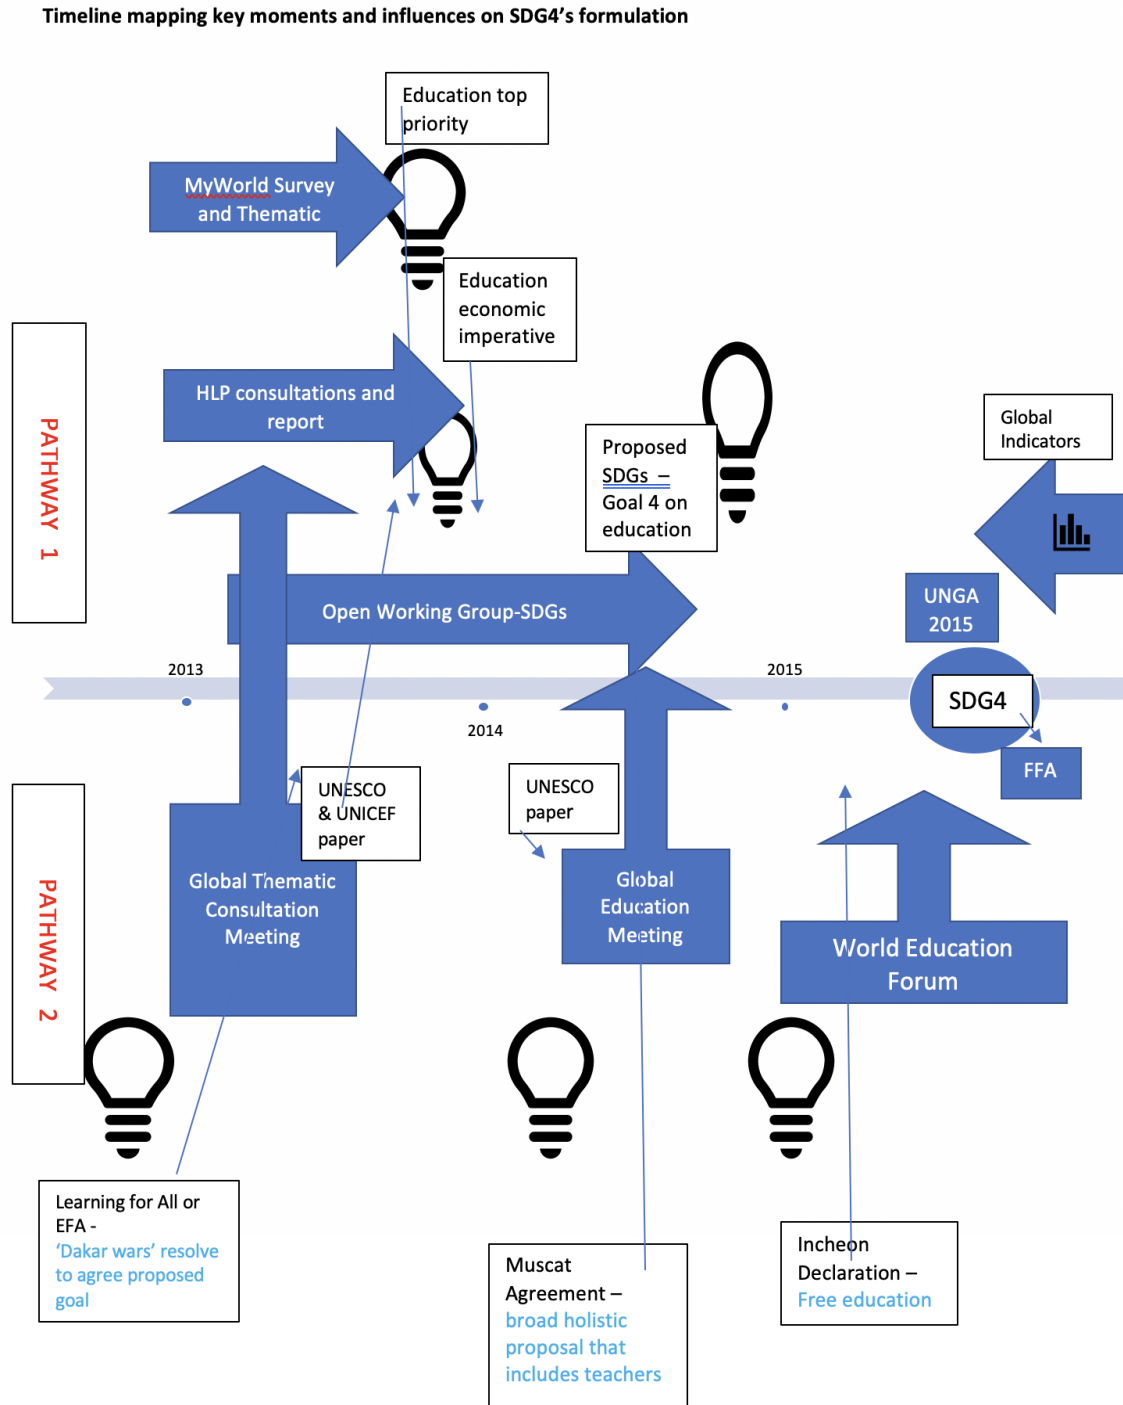 Timeline mapping key moments and influences on SDG4’s formulation
Education top
priority
MyWorld Survey
and Thematic
Education
economic
imperative
HLP consultations and
report
PATHWAY 1
Proposed
SDGs –
Goal 4 on
education
Global
Indicators
UNGA
2015
Open Working Group-SDGs
2013
2014
2015
SDG4
FFA
UNESCO
& UNICEF
paper
UNESCO
paper
PATHWAY 2
Global Thematic
Consultation
Meeting
Global
Education
Meeting
World Education
Forum
Learning for All or
EFA -
‘Dakar wars’ resolve
to agree proposed
goal
Muscat
Agreement –
broad holistic
proposal that
includes teachers
Incheon
Declaration –
Free education